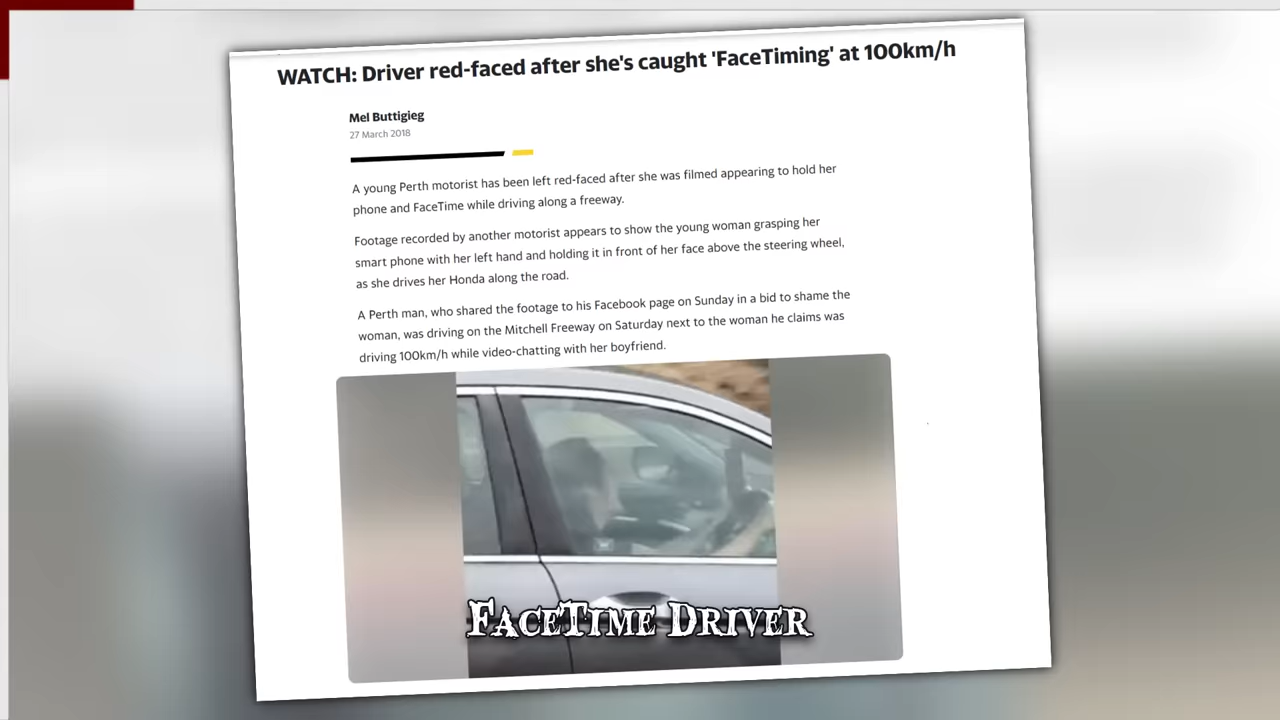 WATCH: Driver red-faced after she's caught 'FaceTiming' at 100km/h
Mel Buttigieg
27 March 2018
A young Perth motorist has been left red-faced after she was filmed appearing to hold her
phone and FaceTime while driving along a freeway.
Footage recorded by another motorist appears to show the young woman grasping her
smart phone with her left hand and holding it in front of her face above the steering wheel,
as she drives her Honda along the road.
A Perth man, who shared the footage to his Facebook page on Sunday in a bid to shame the
woman, was driving on the Mitchell Freeway on Saturday next to the woman he claims was
driving 100km/h while video-chatting with her boyfriend.
FACETIME DRIVER